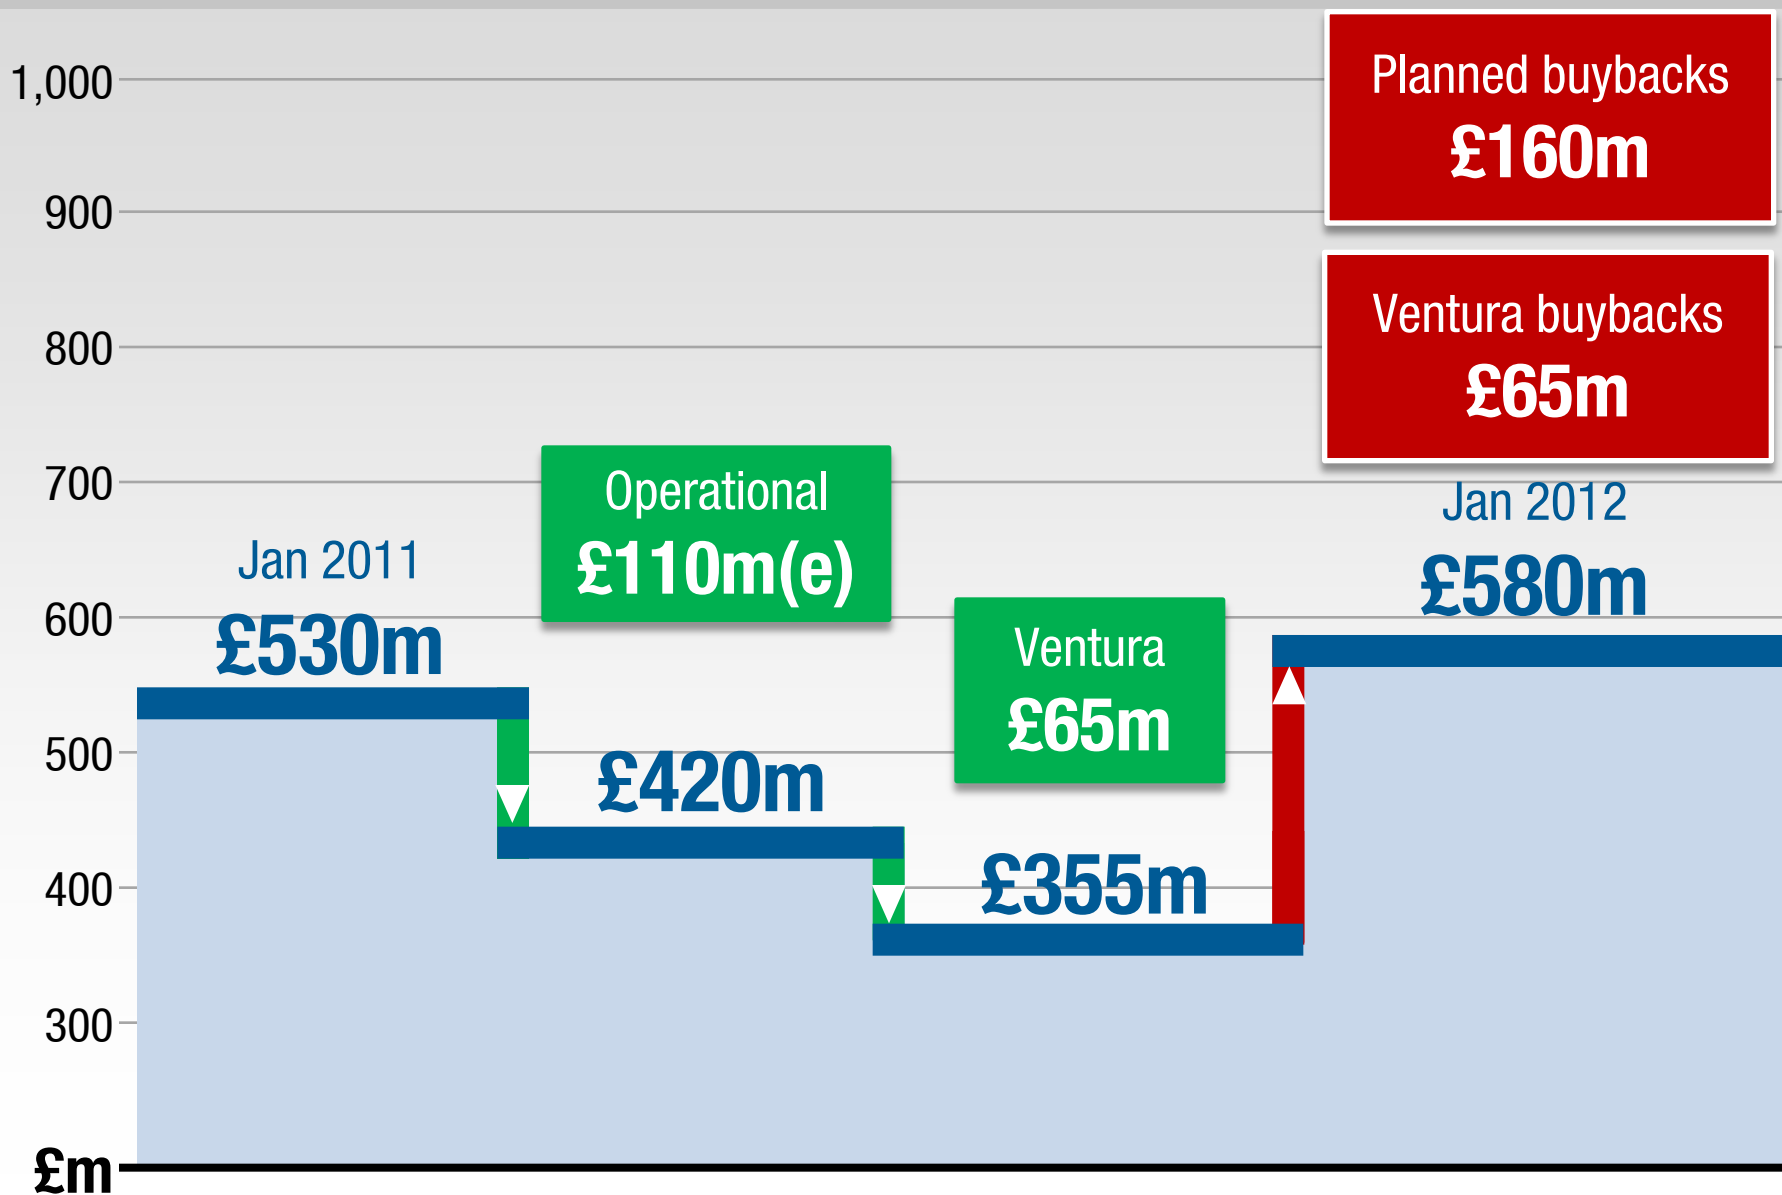 1,000
900
800
700
600
500
400
300
£m
Jan 2011
£530m
Operational
£110m(e)
£420m
Ventura
£65m
£355m
Planned buybacks
£160m
Ventura buybacks
£65m
Jan 2012
£580m